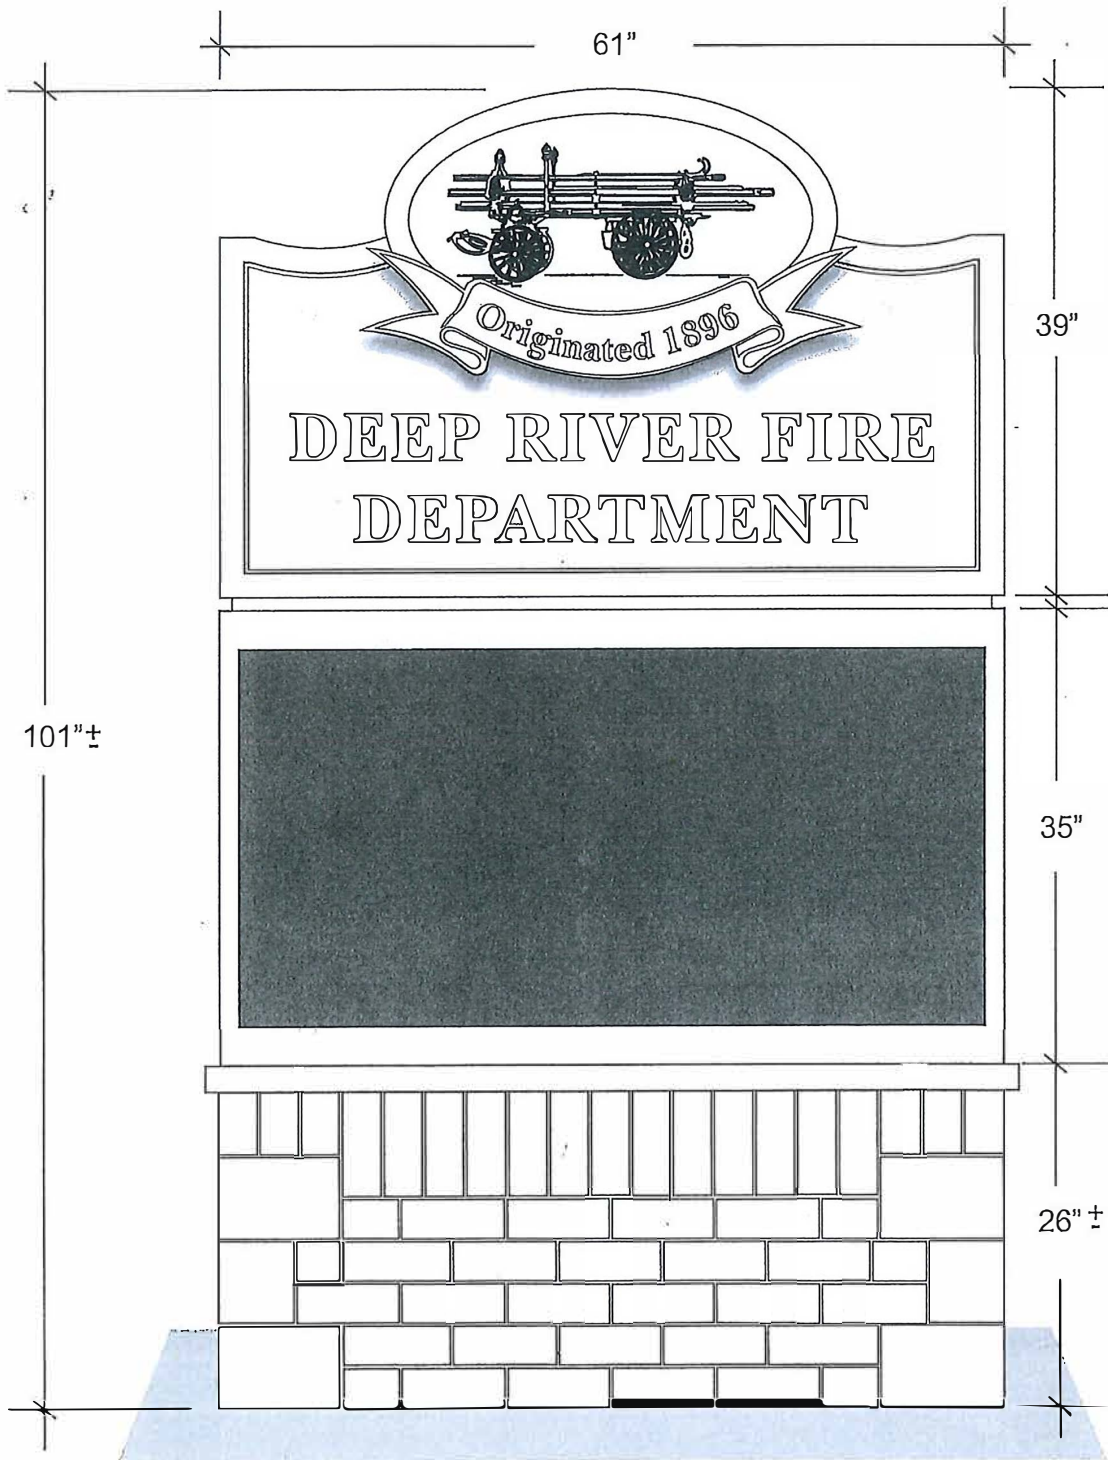 61”
Originated 1896
39”
DEEP RIVER FIRE
DEPARTMENT
101”±
35”
26” ±